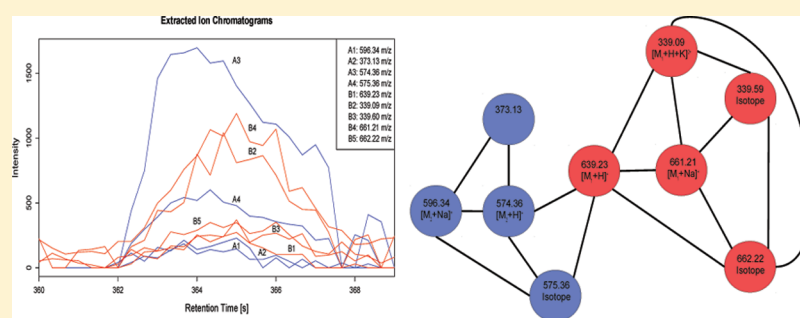 Extracted Ion Chromatograms
A1: 596.34 m/z
A2: 373.13 m/z
A3: 574.36 m/z
A4: 575.36 m/z
B1: 639.23 m/z
B2: 339.09 m/z
B3: 339.60 m/z
B4: 661.21 m/z
B5: 662.22 m/z
A3
B4
B2
A4
B5
B3
A1
A2
B1
Intensity
0
500
1000
1500
360
362
364
366
368
Retention Time [s]
339.09
[M+H+K]
339.59
Isotope
373.13
639.23
[M+H]
661.21
[M+Na]
596.34
[M+Na]
574.36
[M+H]
575.36
Isotope
662.22
Isotope